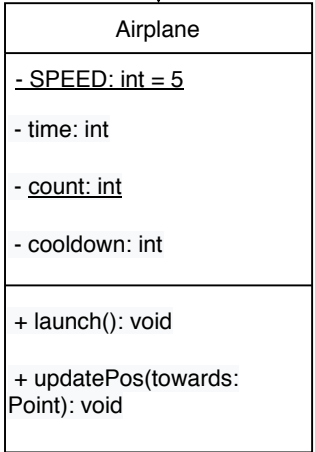 Airplane
- SPEED: int = 5
- time: int
- count: int
- cooldown: int
+ launch(): void
+ updatePos(towards:
Point): void